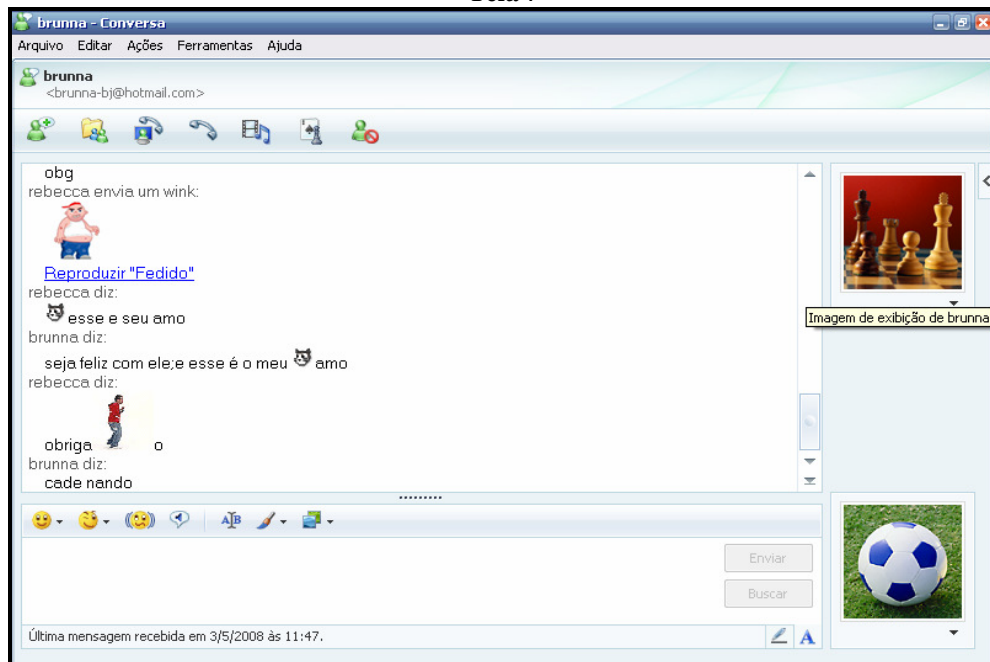 brunna - Conversa
Arquivo Editar Ações Ferramentas Ajuda
brunna
<brunna-bj@hotmail.com>
obg
rebecca envia um wink:
Reproduzir "Fedido"
rebecca diz:
esse e seu amo
brunna diz:
seja feliz com ele;e esse é o meu amo
rebecca diz:
obriga o
brunna diz:
cade nando
Imagem de exibição de brunna
Enviar
Buscar
Última mensagem recebida em 3/5/2008 às 11:47.